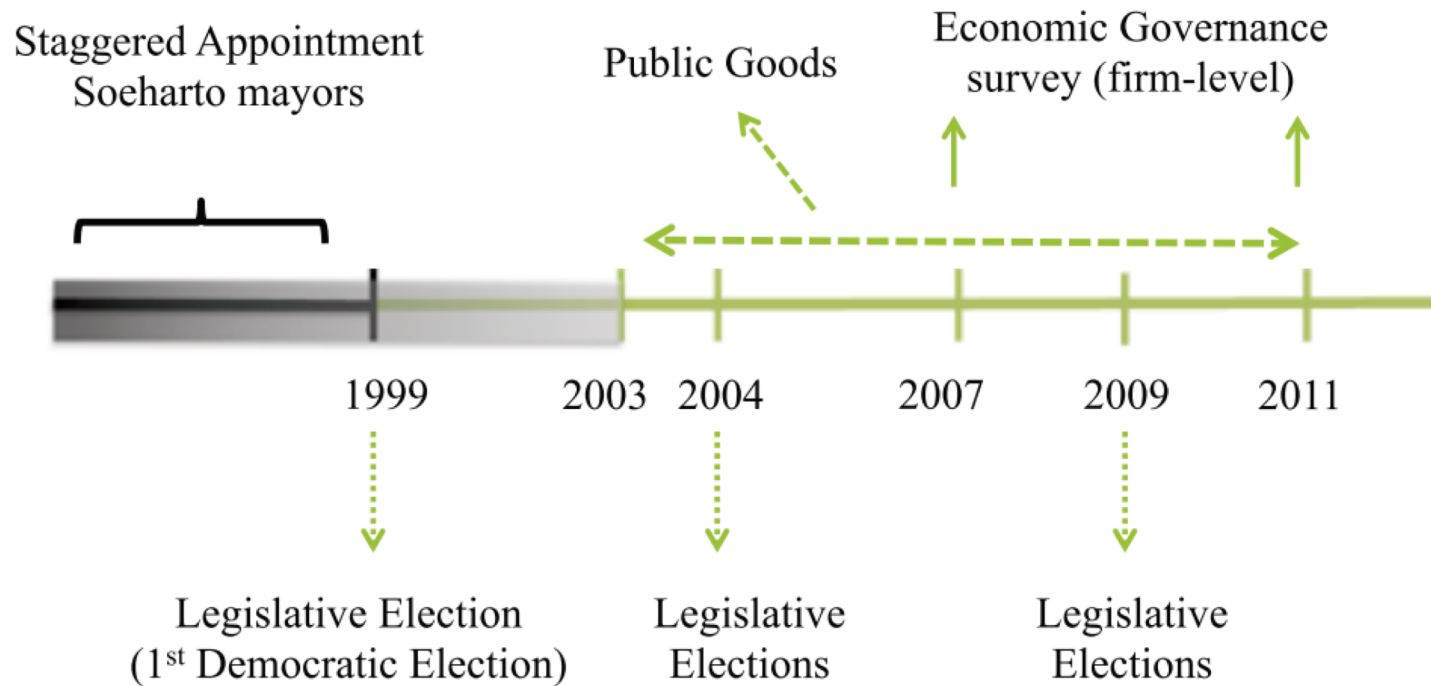 Staggered Appointment
Soeharto mayors
Public Goods
Economic Governance
survey (firm-level)
1999
2003
2004
2007
2009
2011
Legislative Election
(1st Democratic Election)
Legislative
Elections
Legislative
Elections